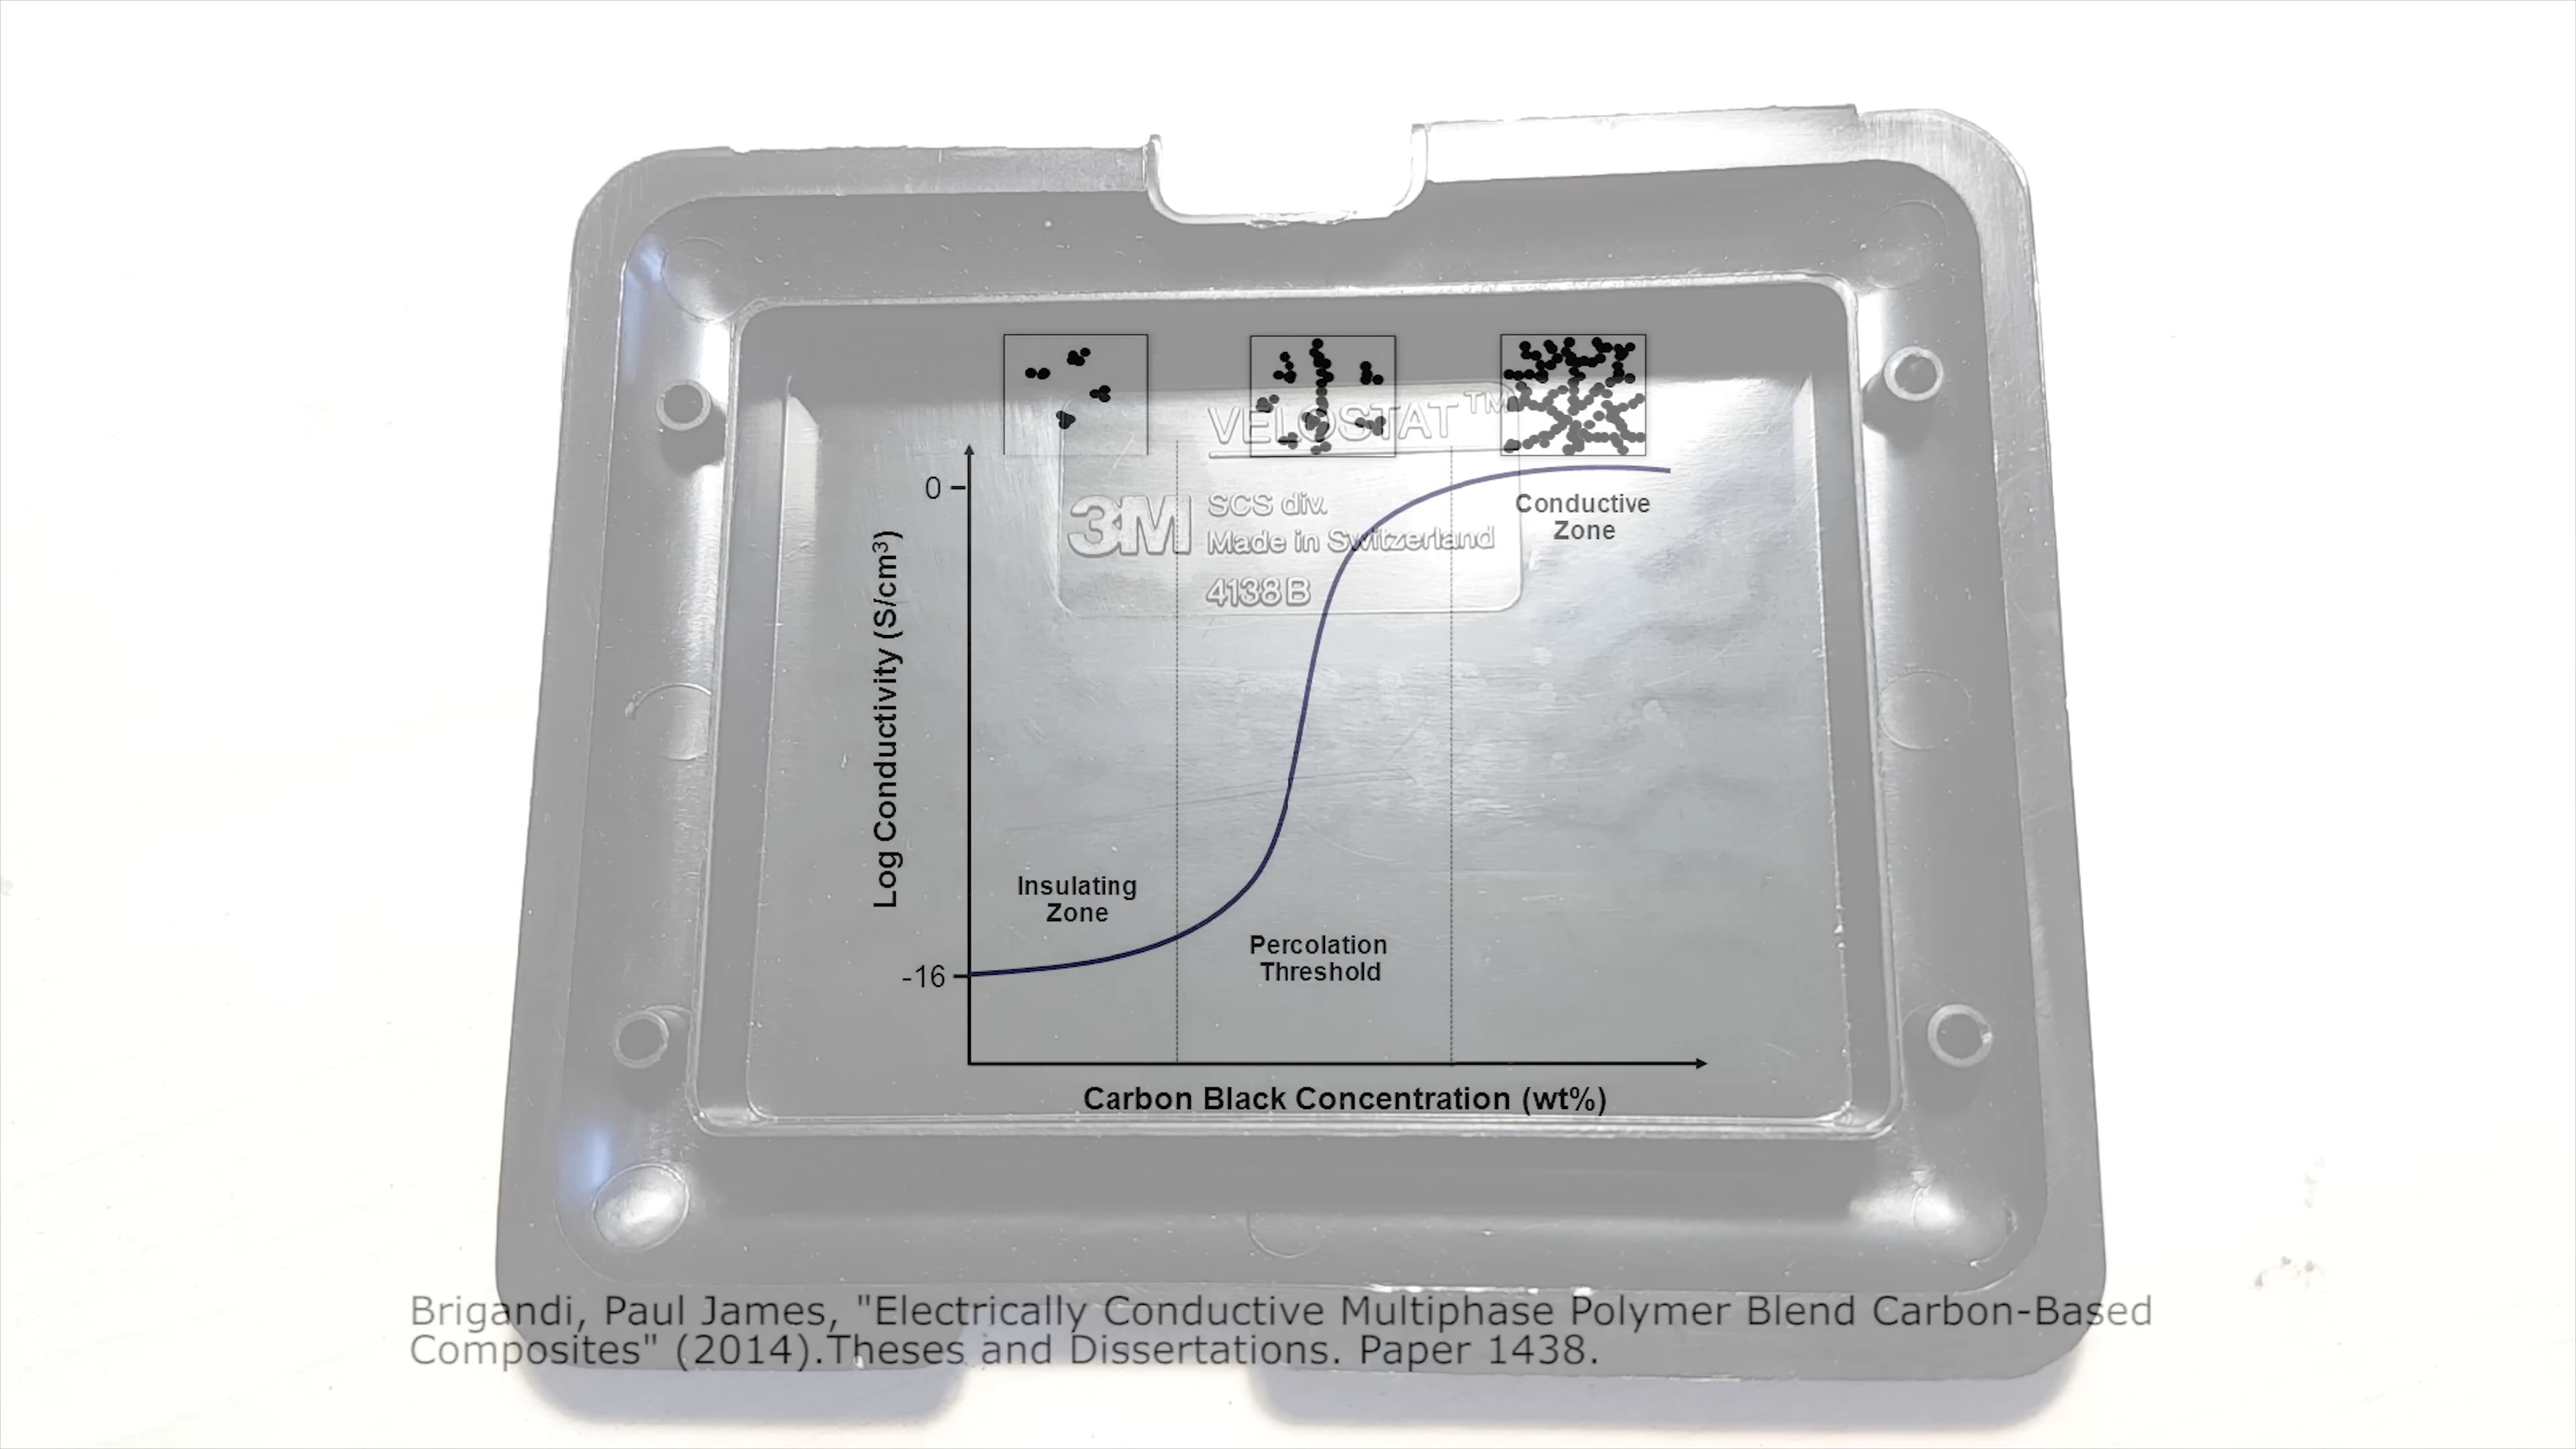 VELOSTAT™
3M
SCS div.
Made in Switzerland
4138B
0
-16
Log Conductivity (S/cm³)
Insulating
Zone
Percolation
Threshold
Conductive
Zone
Carbon Black Concentration (wt%)
Brigandi, Paul James, "Electrically Conductive Multiphase Polymer Blend Carbon-Based
Composites" (2014).Theses and Dissertations. Paper 1438.